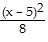 (x - 5)²
8